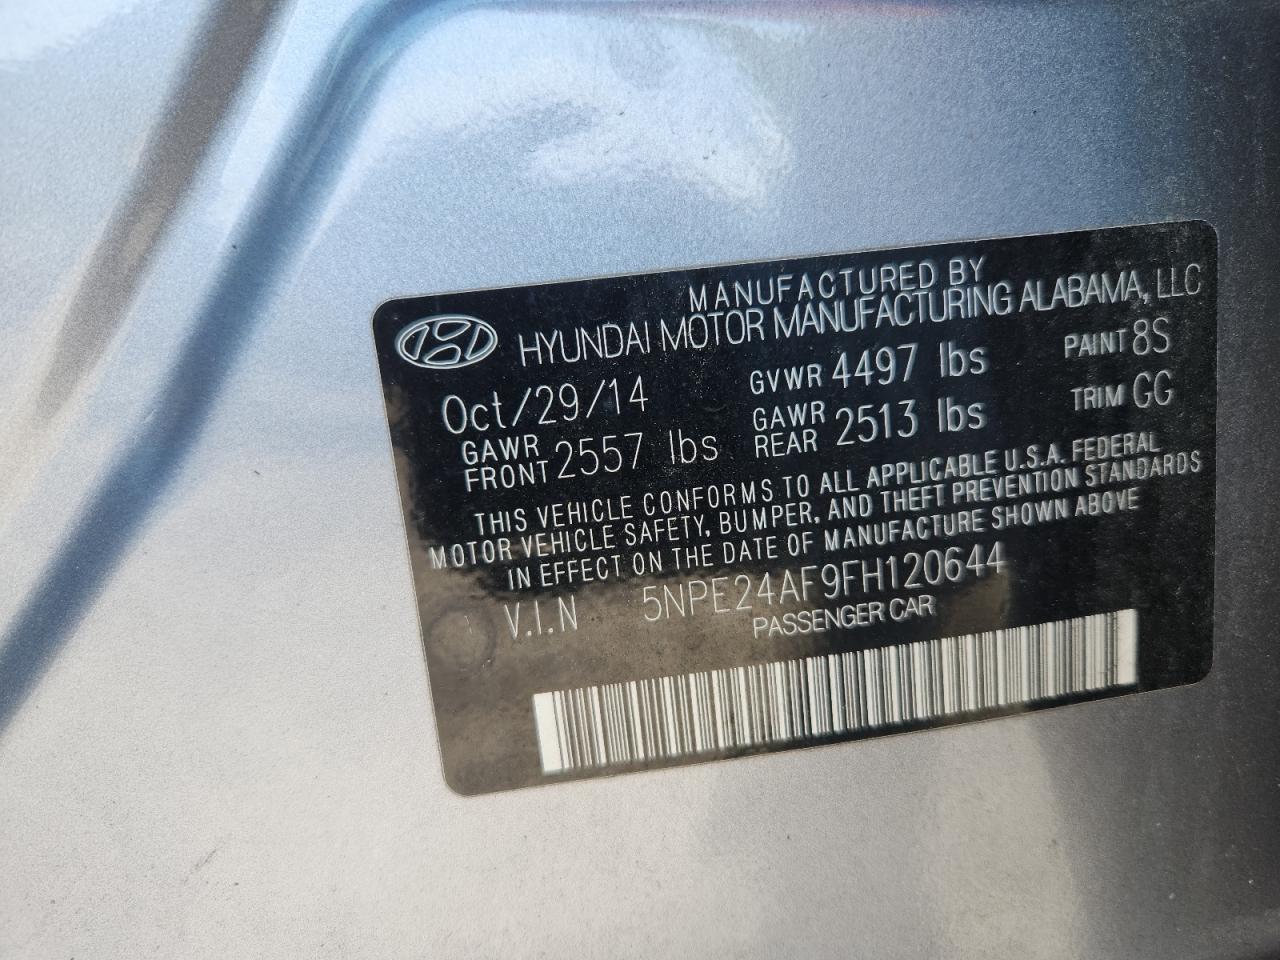 MANUFACTURED BY
HYUNDAI MOTOR MANUFACTURING ALABAMA, LLC
Oct/29/14 GVWR 4497 lbs PAINT 8S
GAWR FRONT 2557 lbs GAWR REAR 2513 lbs TRIM GG
THIS VEHICLE CONFORMS TO ALL APPLICABLE U.S.A. FEDERAL
MOTOR VEHICLE SAFETY, BUMPER, AND THEFT PREVENTION STANDARDS
IN EFFECT ON THE DATE OF MANUFACTURE SHOWN ABOVE
V.I.N 5NPE24AF9FH120644
PASSENGER CAR